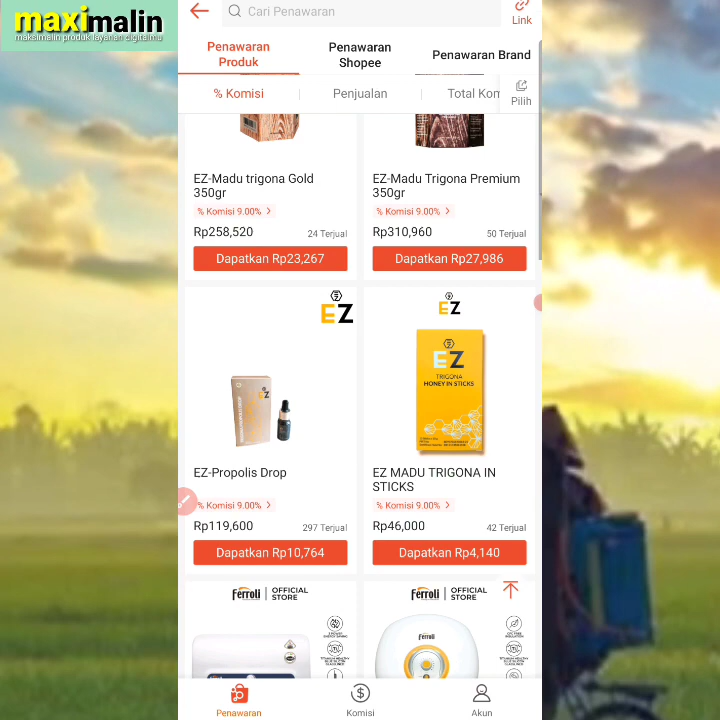 maximalin
maksimalin produk layanan digitalmu
Cari Penawaran
Link
Penawaran
Produk
Penawaran
Shopee
Penawaran Brand
% Komisi
Penjualan
Total Kom
Pilih
EZ-Madu trigona Gold
350gr
% Komisi 9.00% >
Rp258,520
24 Terjual
Dapatkan Rp23,267
EZ-Madu Trigona Premium
350gr
% Komisi 9.00% >
Rp310,960
50 Terjual
Dapatkan Rp27,986
EZ
EZ
EZ-Propolis Drop
% Komisi 9.00% >
Rp119,600
297 Terjual
Dapatkan Rp10,764
EZ
EZ
TRIGONA
HONEY IN STICKS
EZ MADU TRIGONA IN
STICKS
% Komisi 9.00% >
Rp46,000
42 Terjual
Dapatkan Rp4,140
Ferroli
OFFICIAL
STORE
Ferroli
OFFICIAL
STORE
Ferroli
Penawaran
Komisi
Akun